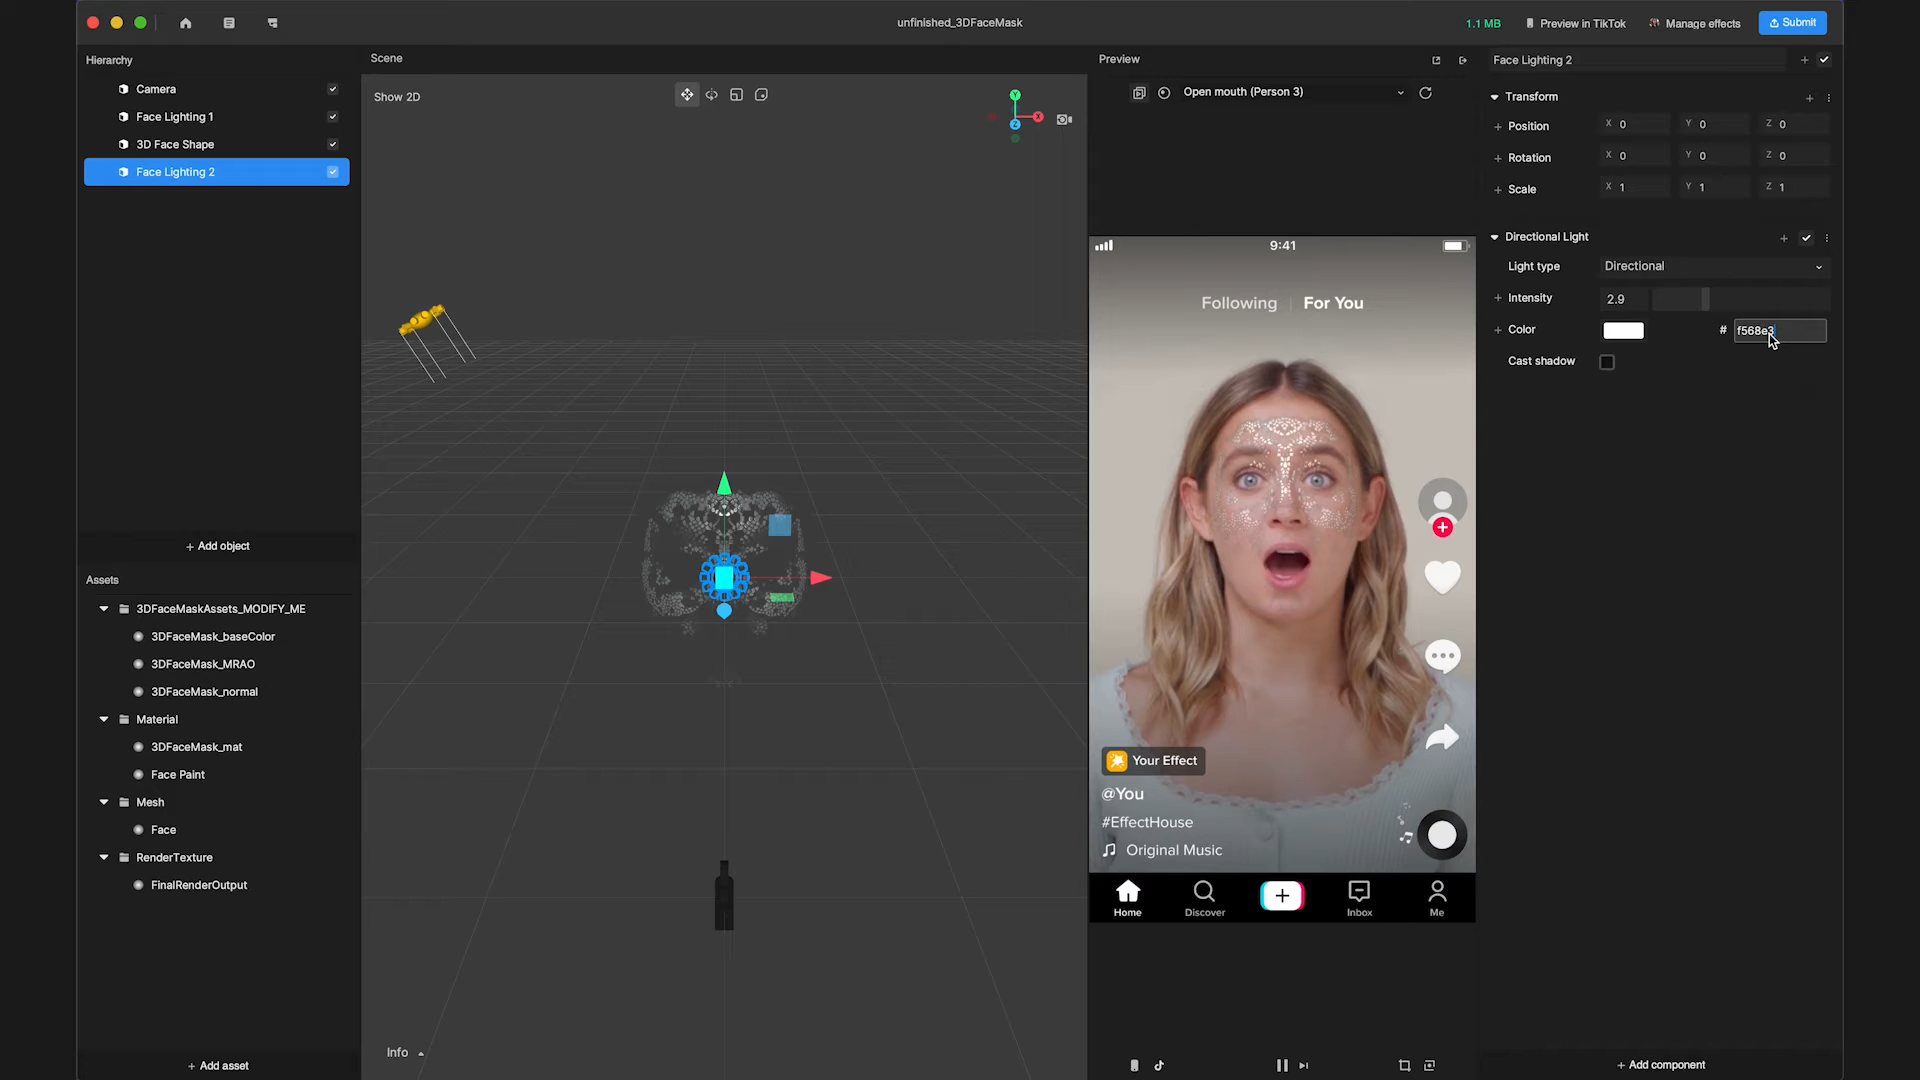 unfinished_3DFaceMask
1.1 MB
Preview in TikTok
Manage effects
Submit
Hierarchy
Camera
Face Lighting 1
3D Face Shape
Face Lighting 2
+ Add object
Assets
3DFaceMaskAssets_MODIFY_ME
3DFaceMask_baseColor
3DFaceMask_MRAO
3DFaceMask_normal
Material
3DFaceMask_mat
Face Paint
Mesh
Face
RenderTexture
FinalRenderOutput
+ Add asset
Scene
Show 2D
Y
X
Z
Info
Preview
Open mouth (Person 3)
9:41
Following
For You
Your Effect
@You
#EffectHouse
Original Music
Home
Discover
Inbox
Me
Face Lighting 2
Transform
Position X 0 Y 0 Z 0
Rotation X 0 Y 0 Z 0
Scale X 1 Y 1 Z 1
Directional Light
Light type Directional
Intensity 2.9
Color # f568e3
Cast shadow
+ Add component